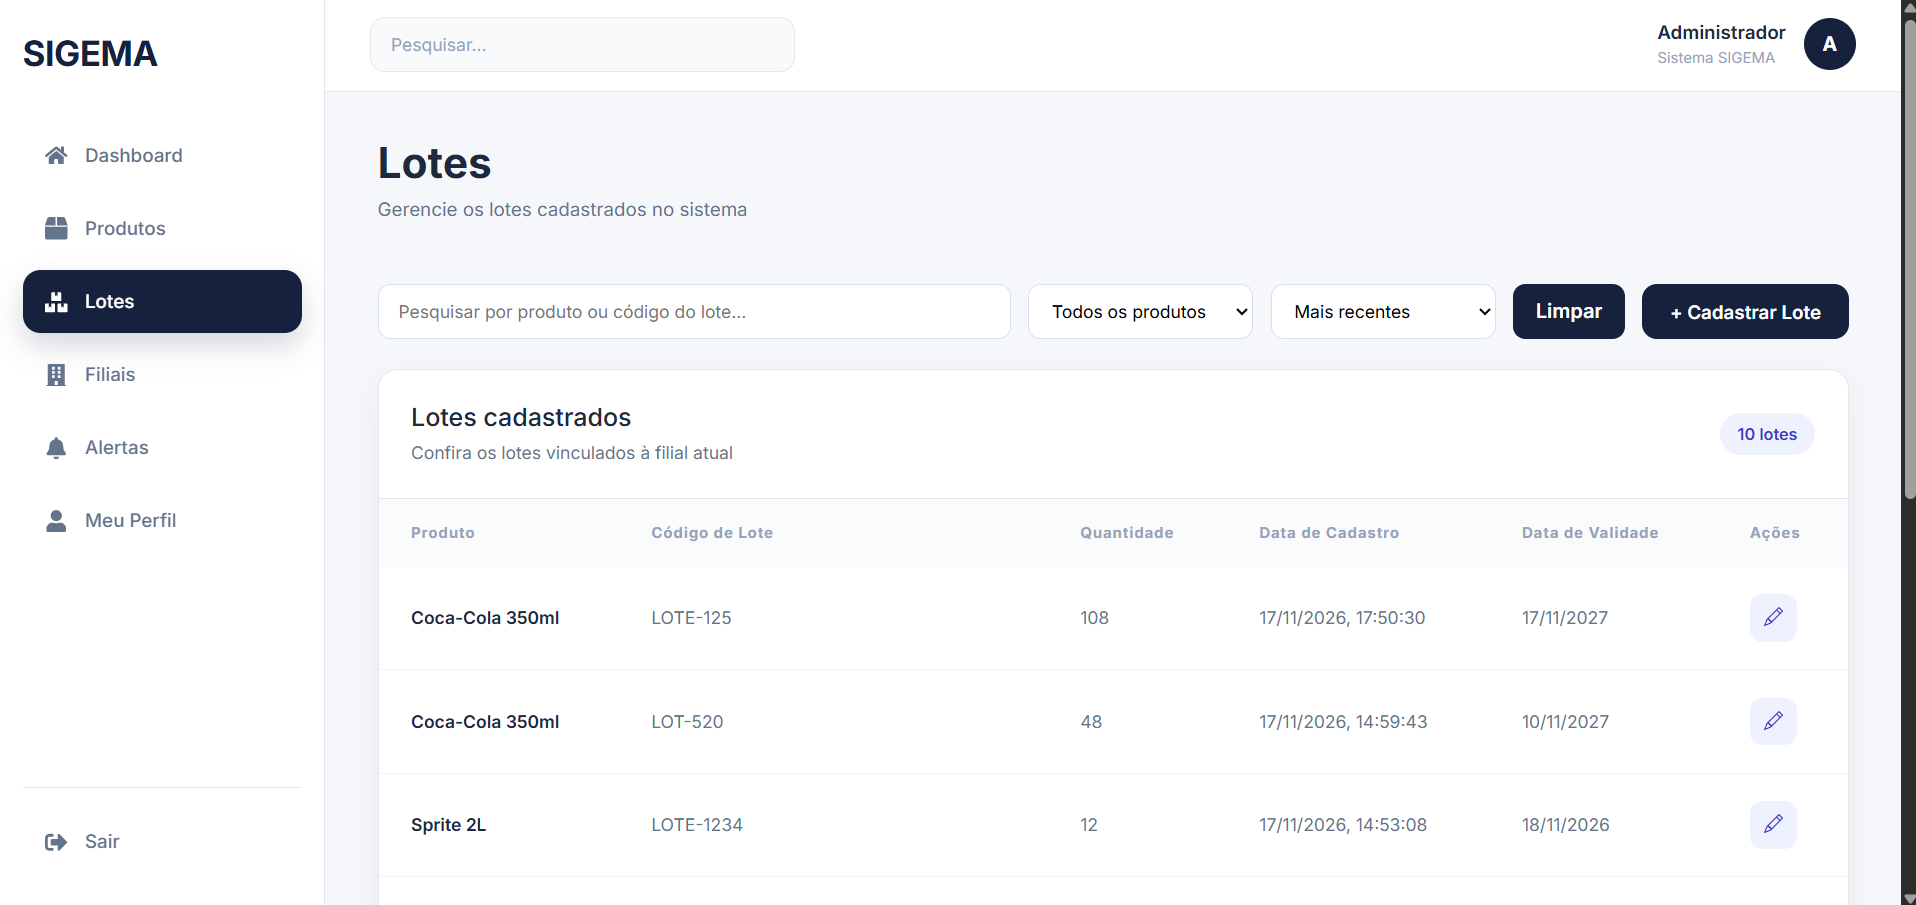 SIGEMA
Dashboard
Produtos
Lotes
Filiais
Alertas
Meu Perfil
Sair
Pesquisar...
Administrador
Sistema SIGEMA
A
Lotes
Gerencie os lotes cadastrados no sistema
Pesquisar por produto ou código do lote...
Todos os produtos
Mais recentes
Limpar
+ Cadastrar Lote
Lotes cadastrados
Confira os lotes vinculados à filial atual
10 lotes
Produto Código de Lote Quantidade Data de Cadastro Data de Validade Ações
Coca-Cola 350ml LOTE-125 108 17/11/2026, 17:50:30 17/11/2027
Coca-Cola 350ml LOT-520 48 17/11/2026, 14:59:43 10/11/2027
Sprite 2L LOTE-1234 12 17/11/2026, 14:53:08 18/11/2026